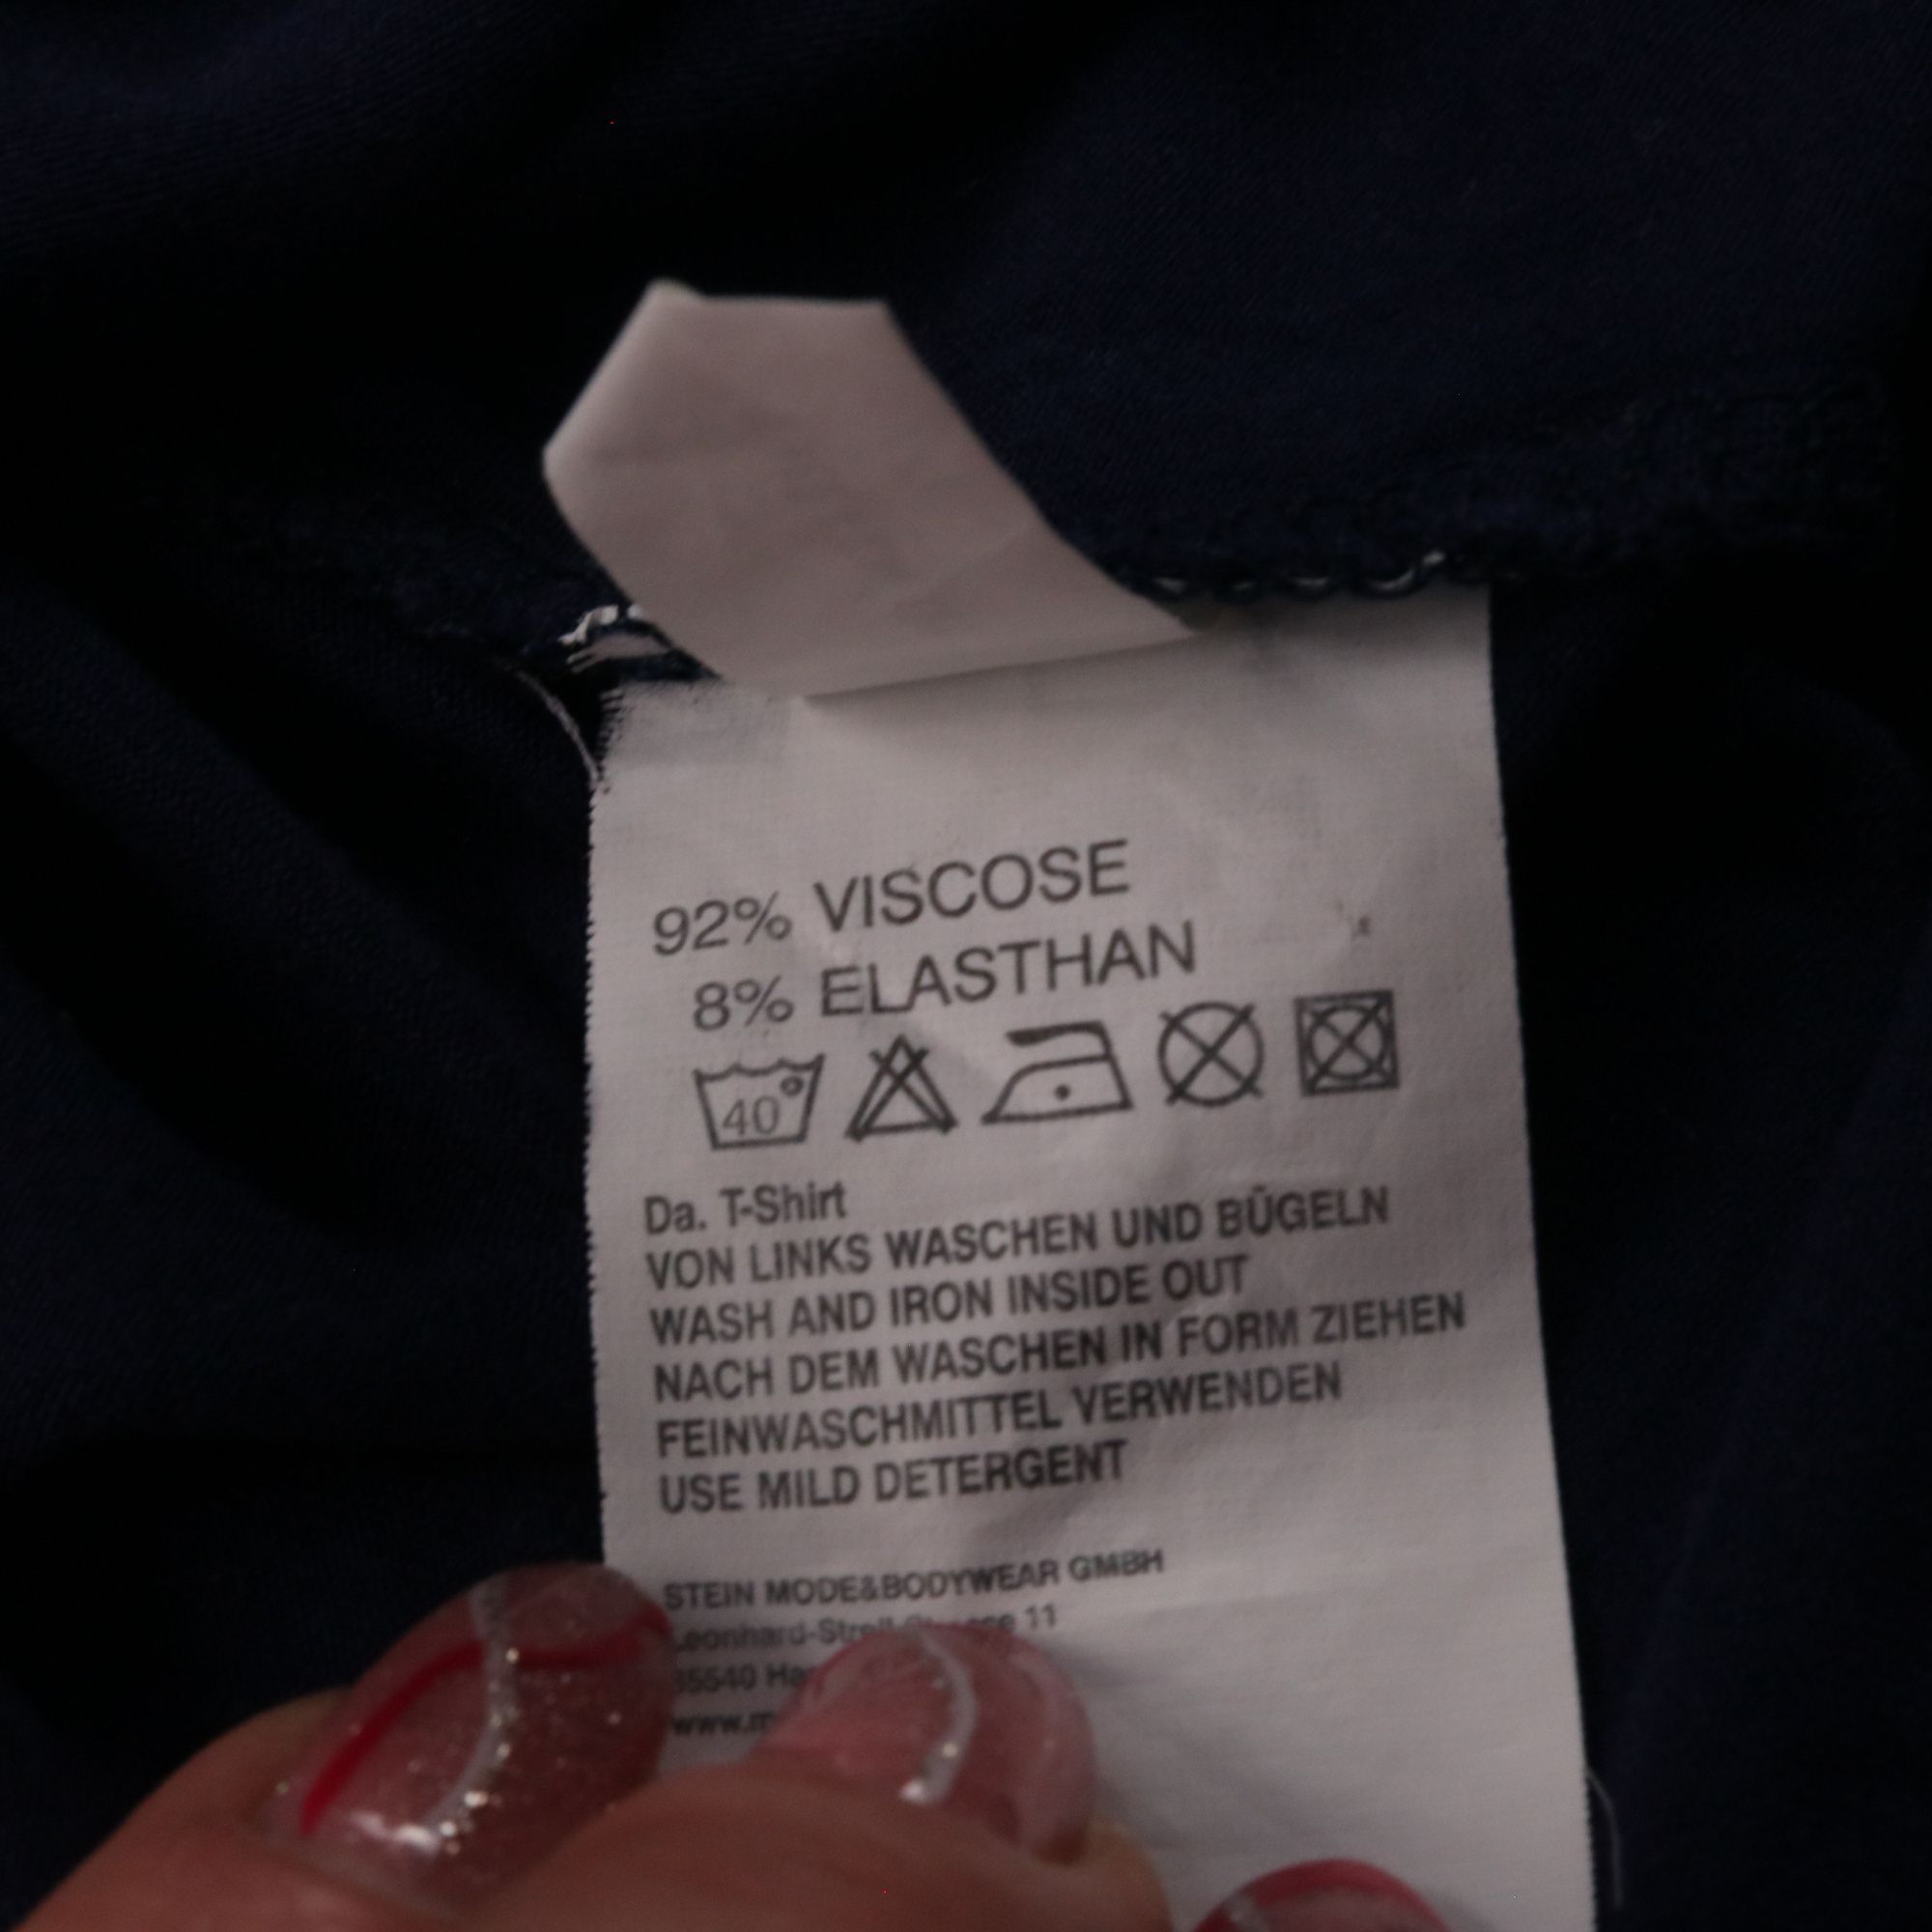 92% VISCOSE
8% ELASTHAN
40°
Da. T-Shirt
VON LINKS WASCHEN UND BÜGELN
WASH AND IRON INSIDE OUT
NACH DEM WASCHEN IN FORM ZIEHEN
FEINWASCHMITTEL VERWENDEN
USE MILD DETERGENT
STEIN MODE&BODYWEAR GMBH
11